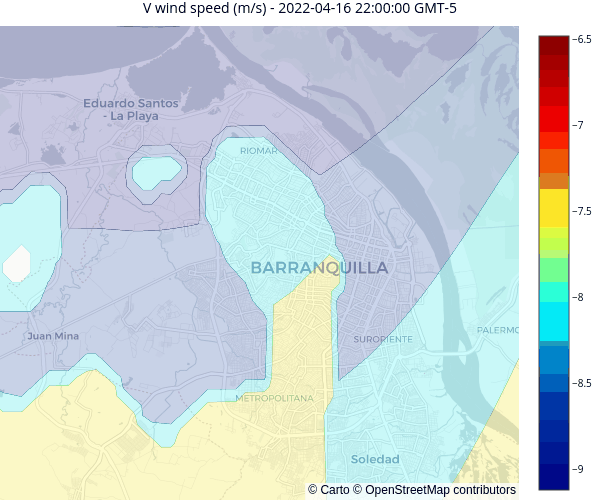 V wind speed (m/s) - 2022-04-16 22:00:00 GMT-5
−6.5
Eduardo Santos
- La Playa
−7
RIOMAR
−7.5
BARRANQUILLA
−8
Juan Mina
SURORIENTE
PALERMO
−8.5
METROPOLITANA
Soledad
−9
© Carto © OpenStreetMap contributors